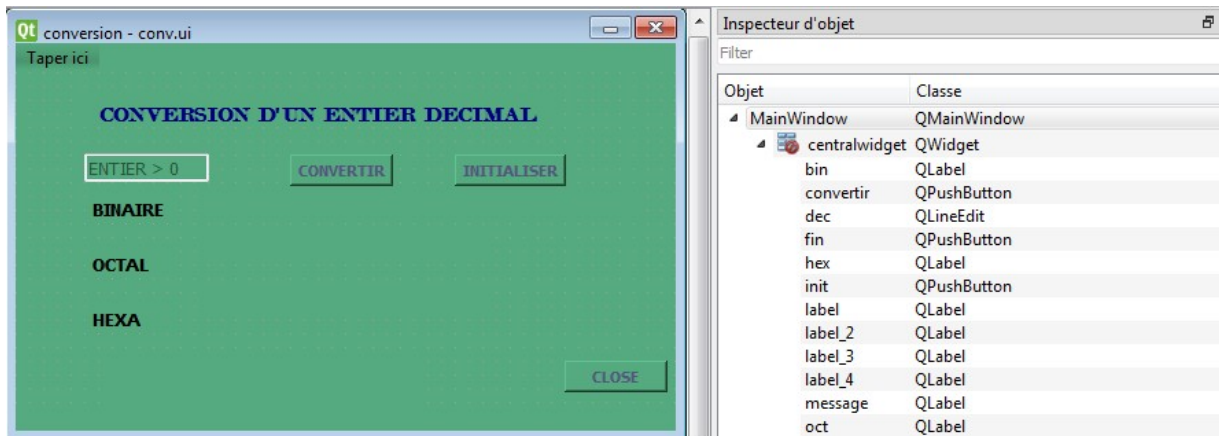 conversion - conv.ui
Taper ici
CONVERSION D'UN ENTIER DECIMAL
ENTIER > 0
CONVERTIR
INITIALISER
BINAIRE
OCTAL
HEXA
CLOSE
Inspecteur d'objet
Filter
Objet Classe
MainWindow QMainWindow
centralwidget QWidget
bin QLabel
convertir QPushButton
dec QLineEdit
fin QPushButton
hex QLabel
init QPushButton
label QLabel
label_2 QLabel
label_3 QLabel
label_4 QLabel
message QLabel
oct QLabel